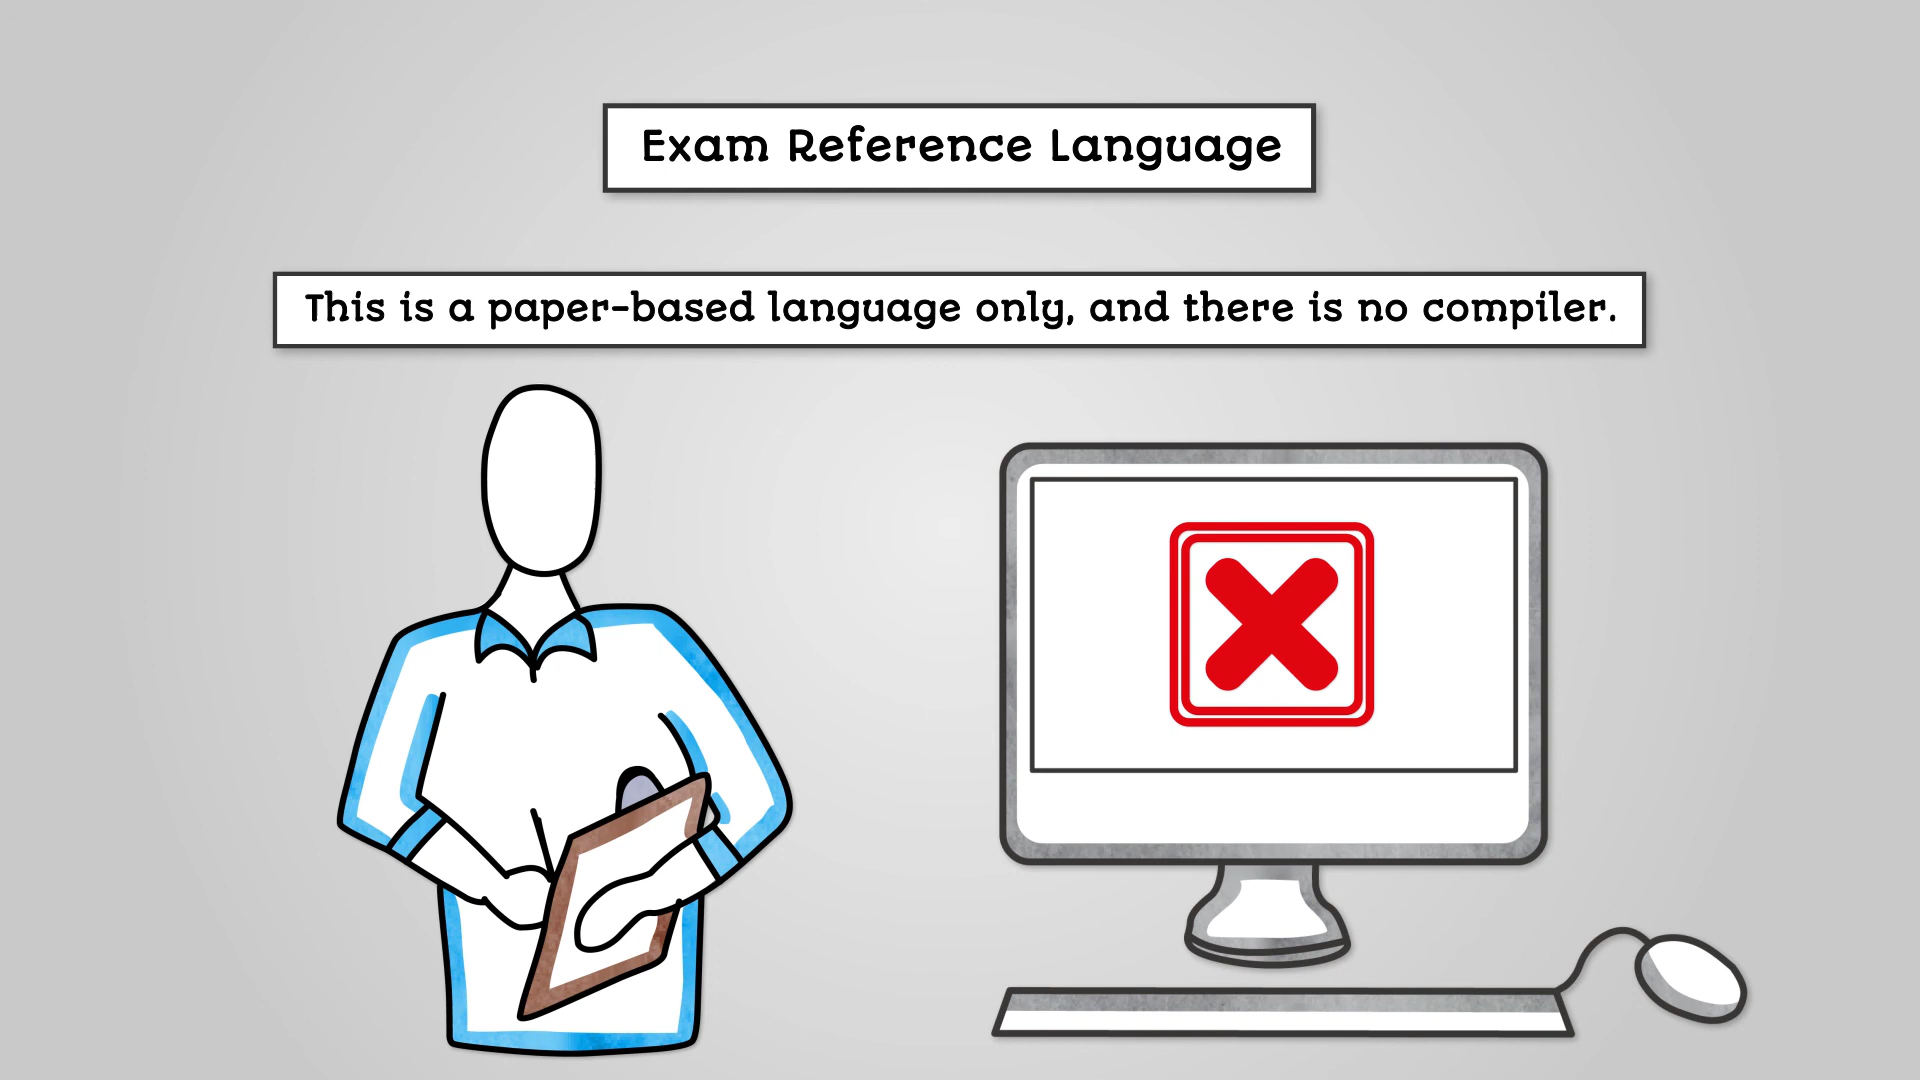 Exam Reference Language
This is a paper-based language only, and there is no compiler.